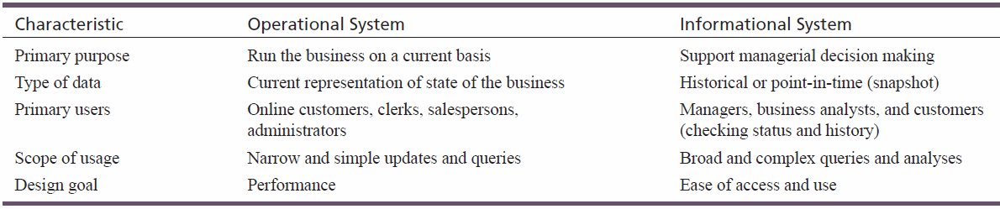 Characteristic Operational System Informational System
Primary purpose Run the business on a current basis Support managerial decision making
Type of data Current representation of state of the business Historical or point-in-time (snapshot)
Primary users Online customers, clerks, salespersons, Managers, business analysts, and customers
administrators (checking status and history)
Scope of usage Narrow and simple updates and queries Broad and complex queries and analyses
Design goal Performance Ease of access and use